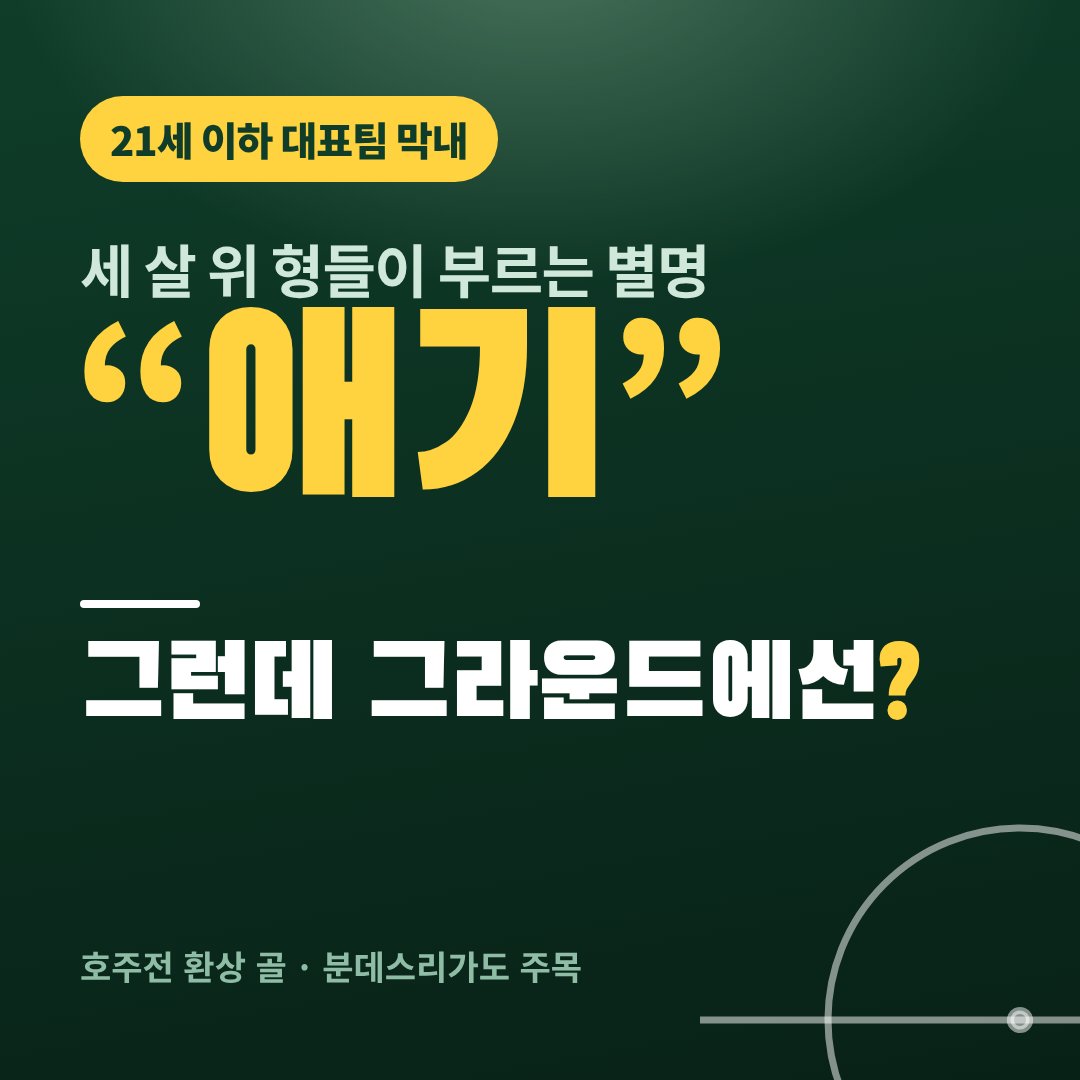 21세 이하 대표팀 막내
세 살 위 형들이 부르는 별명
“얘기”
그런데 그라운드에선?
호주전 환상 골 · 분데스리가도 주목